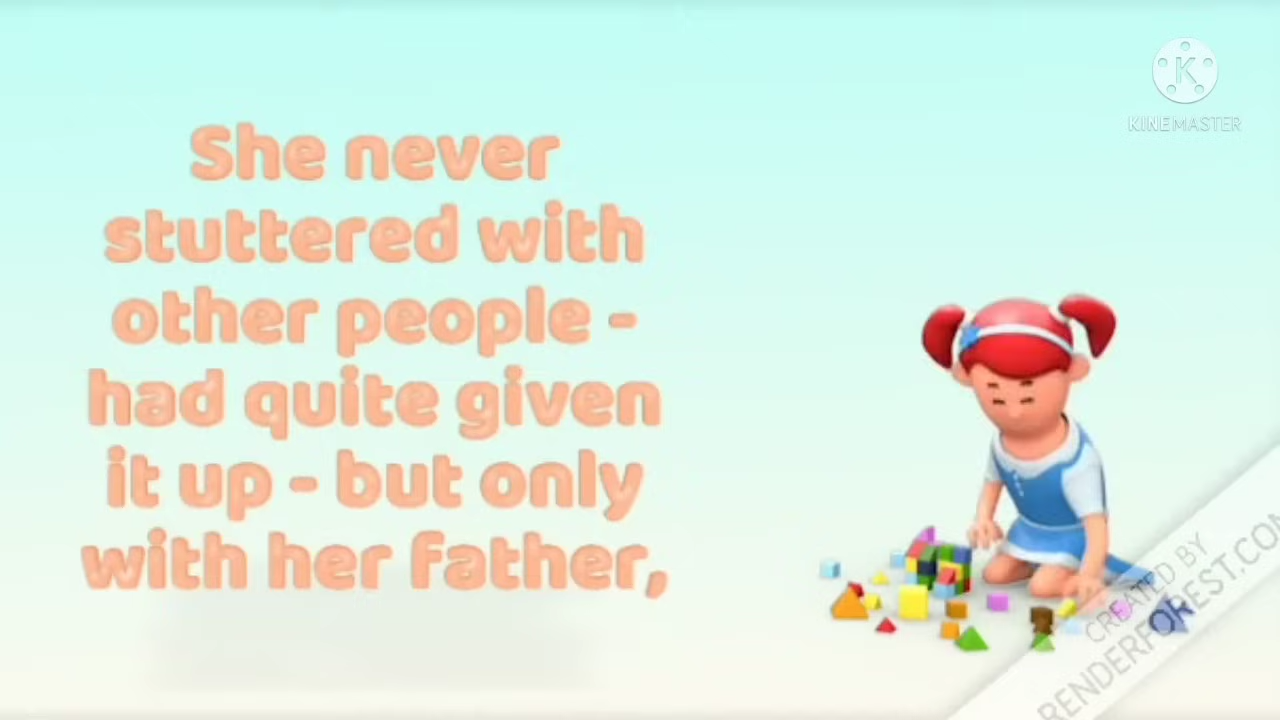 She never
stuttered with
other people -
had quite given
it up - but only
with her Father,
K
KINEMASTER
CREATED BY
RENDERFOREST.CO